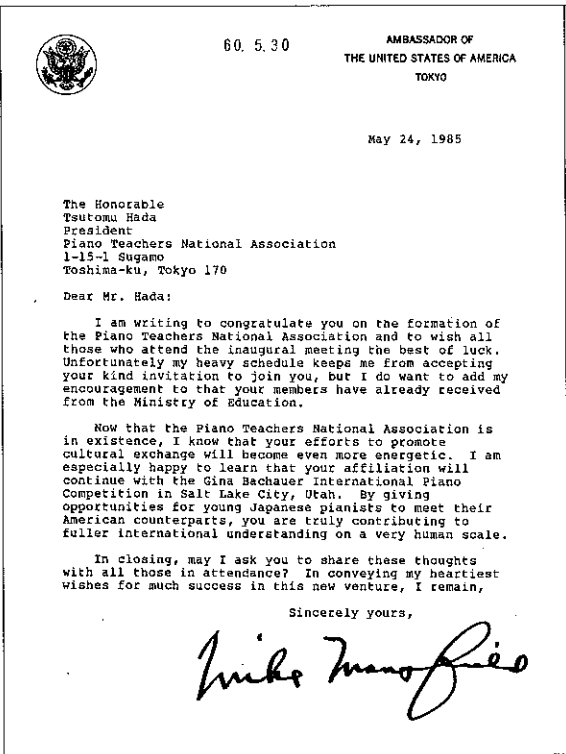 60. 5.30
AMBASSADOR OF
THE UNITED STATES OF AMERICA
TOKYO
May 24, 1985
The Honorable
Tsutomu Hada
President
Piano Teachers National Association
1-15-1 Sugamo
Toshima-ku, Tokyo 170
Dear Mr. Hada:
I am writing to congratulate you on the formation of
the Piano Teachers National Association and to wish all
those who attend the inaugural meeting the best of luck.
Unfortunately my heavy schedule keeps me from accepting
your kind invitation to join you, but I do want to add my
encouragement to that your members have already received
from the Ministry of Education.
Now that the Piano Teachers National Association is
in existence, I know that your efforts to promote
cultural exchange will become even more energetic. I am
especially happy to learn that your affiliation will
continue with the Gina Bachauer International Piano
Competition in Salt Lake City, Utah. By giving
opportunities for young Japanese pianists to meet their
American counterparts, you are truly contributing to
fuller international understanding on a very human scale.
In closing, may I ask you to share these thoughts
with all those in attendance? In conveying my heartiest
wishes for much success in this new venture, I remain,
Sincerely yours,
Mike Mansfield